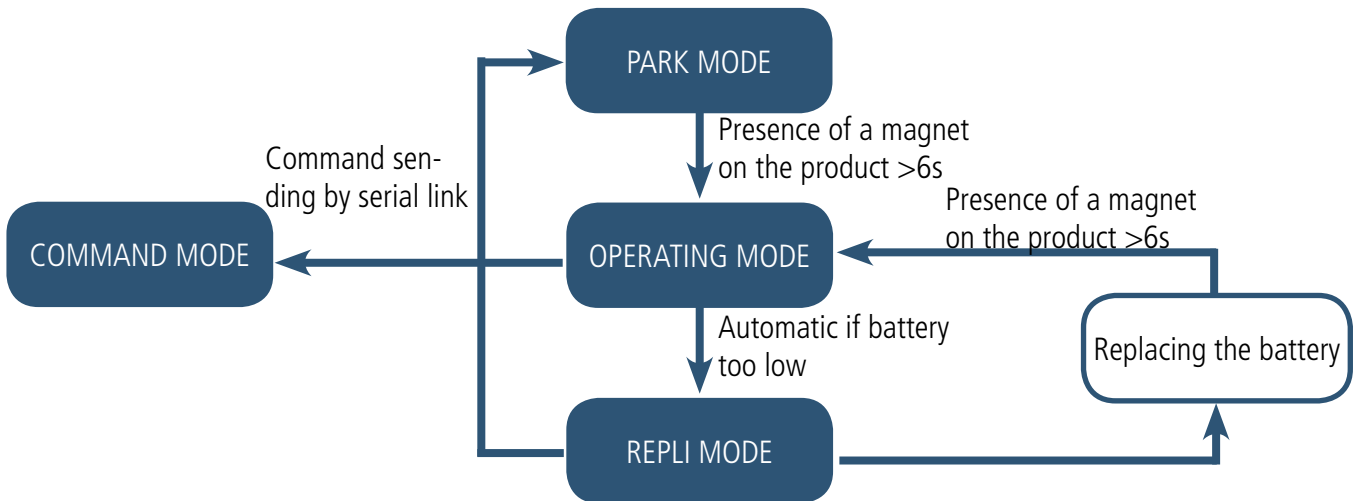 PARK MODE
Presence of a magnet
on the product >6s
Command sen-
ding by serial link
Presence of a magnet
on the product >6s
COMMAND MODE
OPERATING MODE
Automatic if battery
too low
Replacing the battery
REPLI MODE